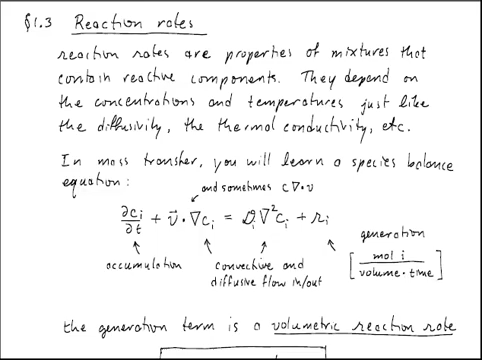 §1.3 Reaction rates
reaction rates are properties of mixtures that
contain reactive components. They depend on
the concentrations and temperatures just like
the diffusivity, the thermal conductivity, etc.
In mass transfer, you will learn a species balance
equation:
and sometimes c∇·v
∂cᵢ/∂t + v⃗·∇cᵢ = 𝒟ᵢ∇²cᵢ + rᵢ
accumulation
convective and
diffusive flow in/out
generation
[mol i / volume·time]
the generation term is a volumetric reaction rate